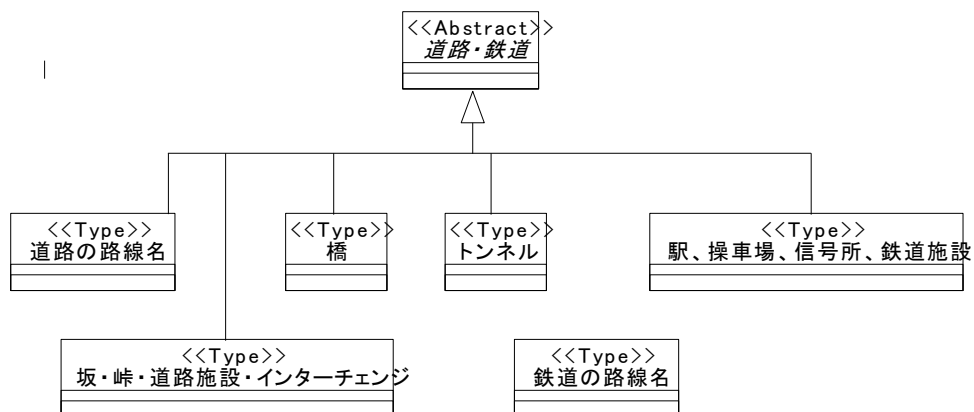 <<Abstract>>
道路・鉄道
<<Type>>
道路の路線名
<<Type>>
橋
<<Type>>
トンネル
<<Type>>
駅、操車場、信号所、鉄道施設
<<Type>>
坂・峠・道路施設・インターチェンジ
<<Type>>
鉄道の路線名